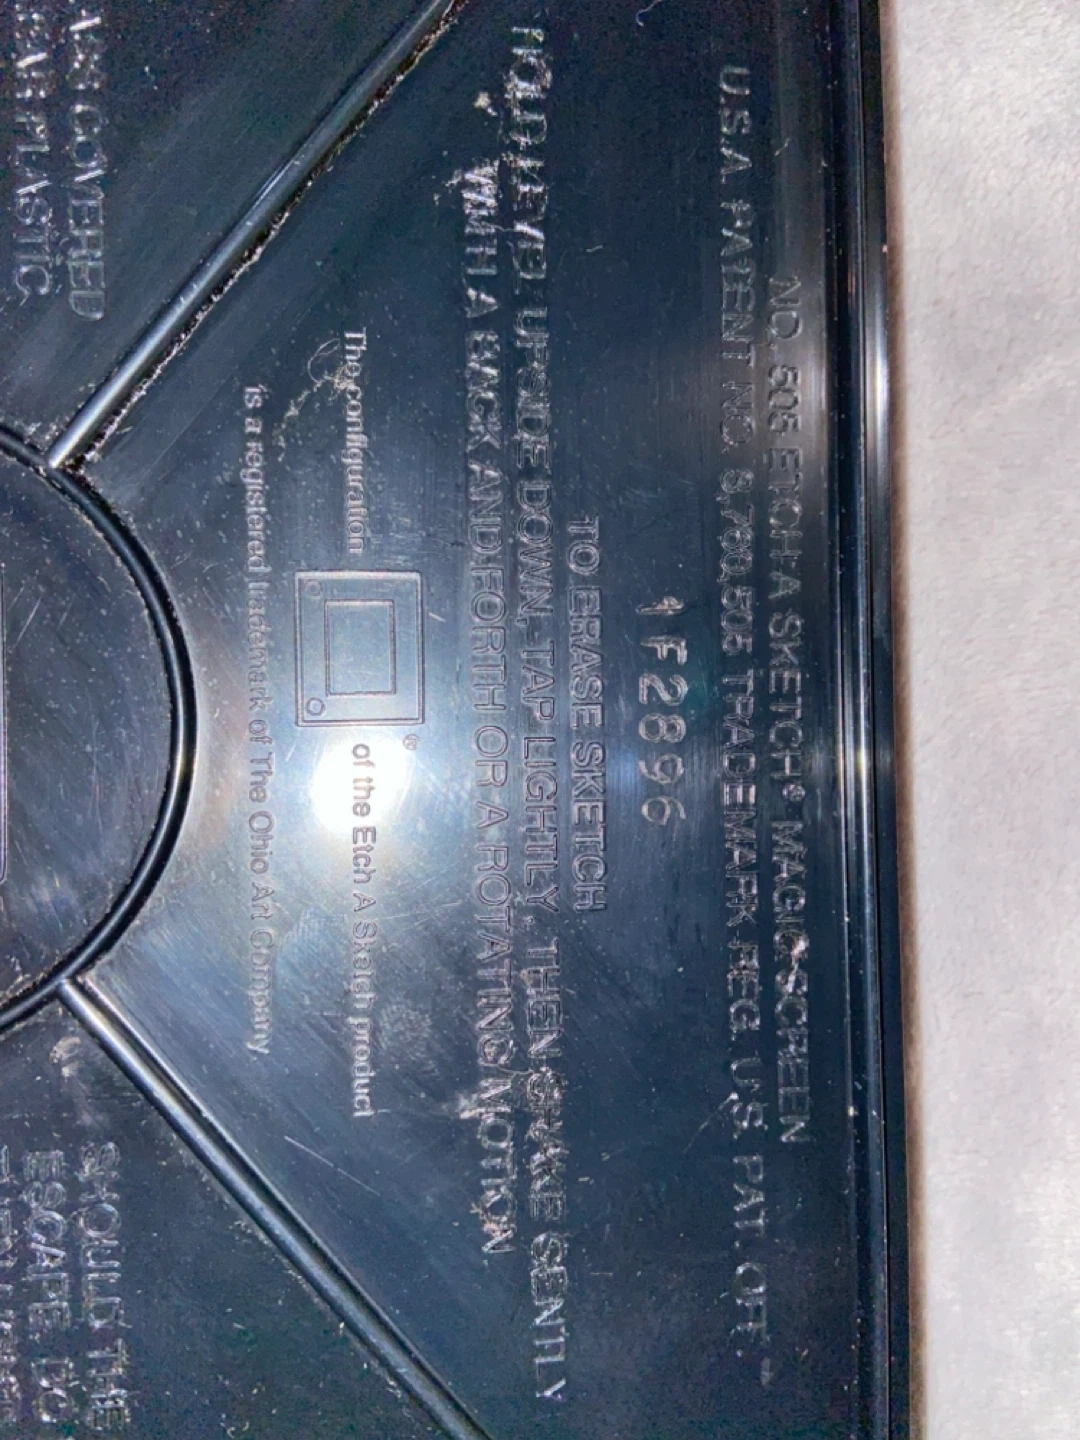 NO. 505 ETCH A SKETCH® MAGIC SCREEN
U.S.A. PATENT NO. 3,760,505 TRADEMARK REG. U.S. PAT. OFF.
1F2896
TO ERASE SKETCH
HOLD LEVEL UPSIDE DOWN, TAP LIGHTLY, THEN SHAKE GENTLY
WITH A BACK AND FORTH OR A ROTATING MOTION
The configuration ® of the Etch A Sketch product
is a registered trademark of The Ohio Art Company
COVERED
PLASTIC
SHOULD THE
ESCAPE, DO